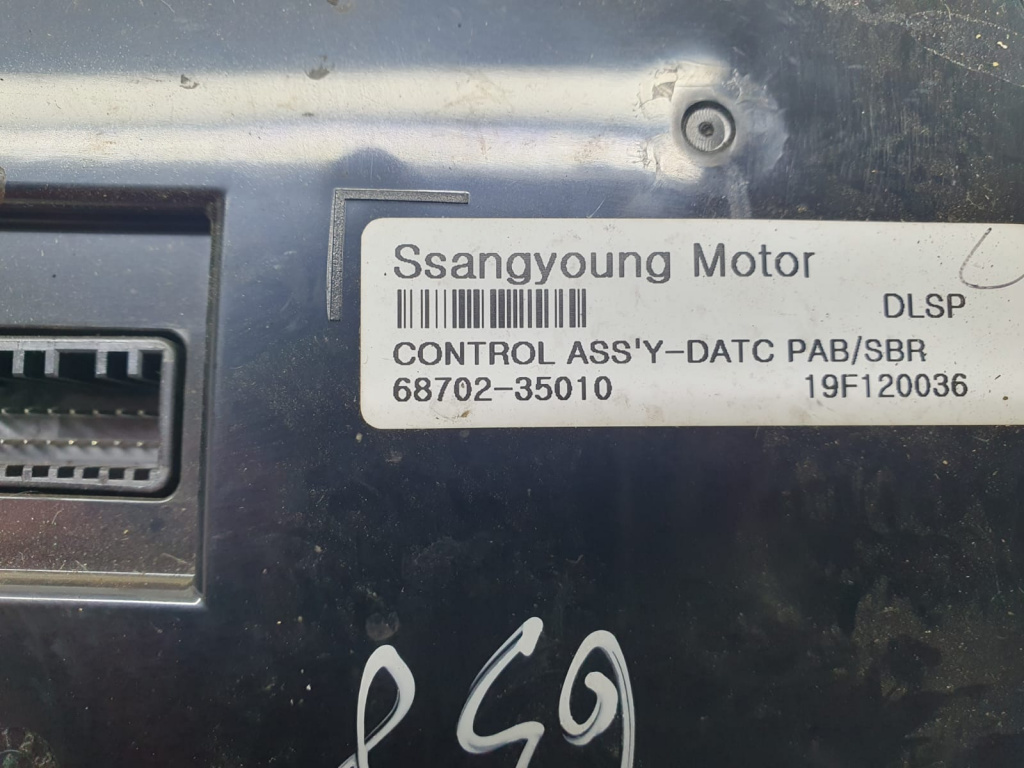 Ssangyoung Motor
DLSP
CONTROL ASS'Y-DATC PAB/SBR
68702-35010 19F120036